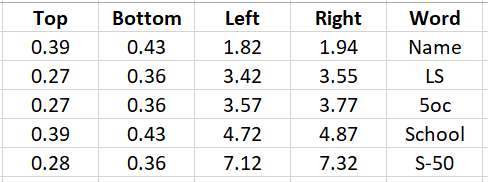 Top Bottom Left Right Word
0.39 0.43 1.82 1.94 Name
0.27 0.36 3.42 3.55 LS
0.27 0.36 3.57 3.77 5oc
0.39 0.43 4.72 4.87 School
0.28 0.36 7.12 7.32 S-50